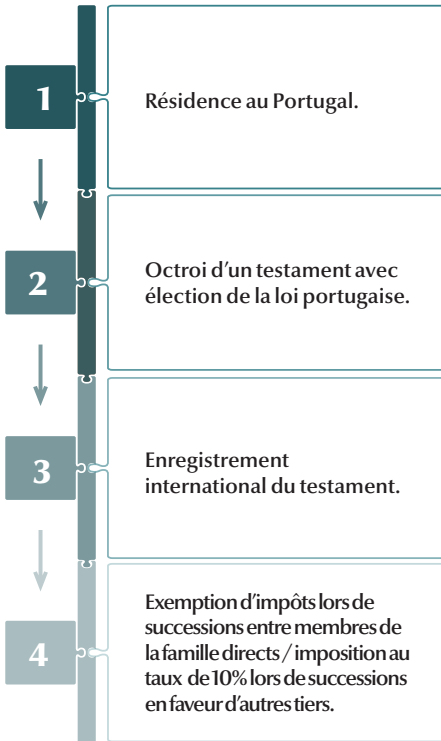 1
Résidence au Portugal.
2
Octroi d'un testament avec
élection de la loi portugaise.
3
Enregistrement
international du testament.
4
Exemption d'impôts lors de
successions entre membres de
la famille directs / imposition au
taux de 10% lors de successions
en faveur d'autres tiers.